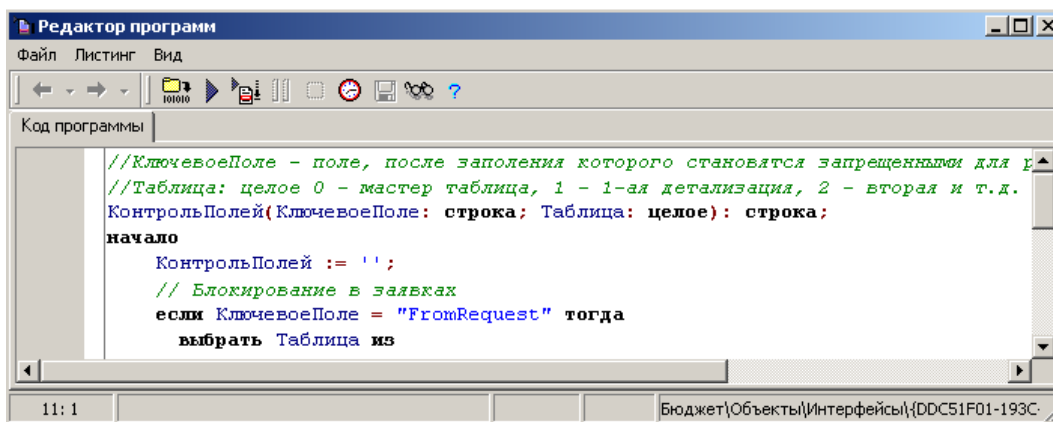 Редактор программ
Файл Листинг Вид
Код программы
//КлючевоеПоле - поле, после заполения которого становятся запрещенными для р
//Таблица: целое 0 - мастер таблица, 1 - 1-ая детализация, 2 - вторая и т.д.
КонтрольПолей(КлючевоеПоле: строка; Таблица: целое): строка;
начало
КонтрольПолей := '';
// Блокирование в заявках
если КлючевоеПоле = "FromRequest" тогда
выбрать Таблица из
11: 1 Бюджет\Объекты\Интерфейсы\{DDC51F01-193C-